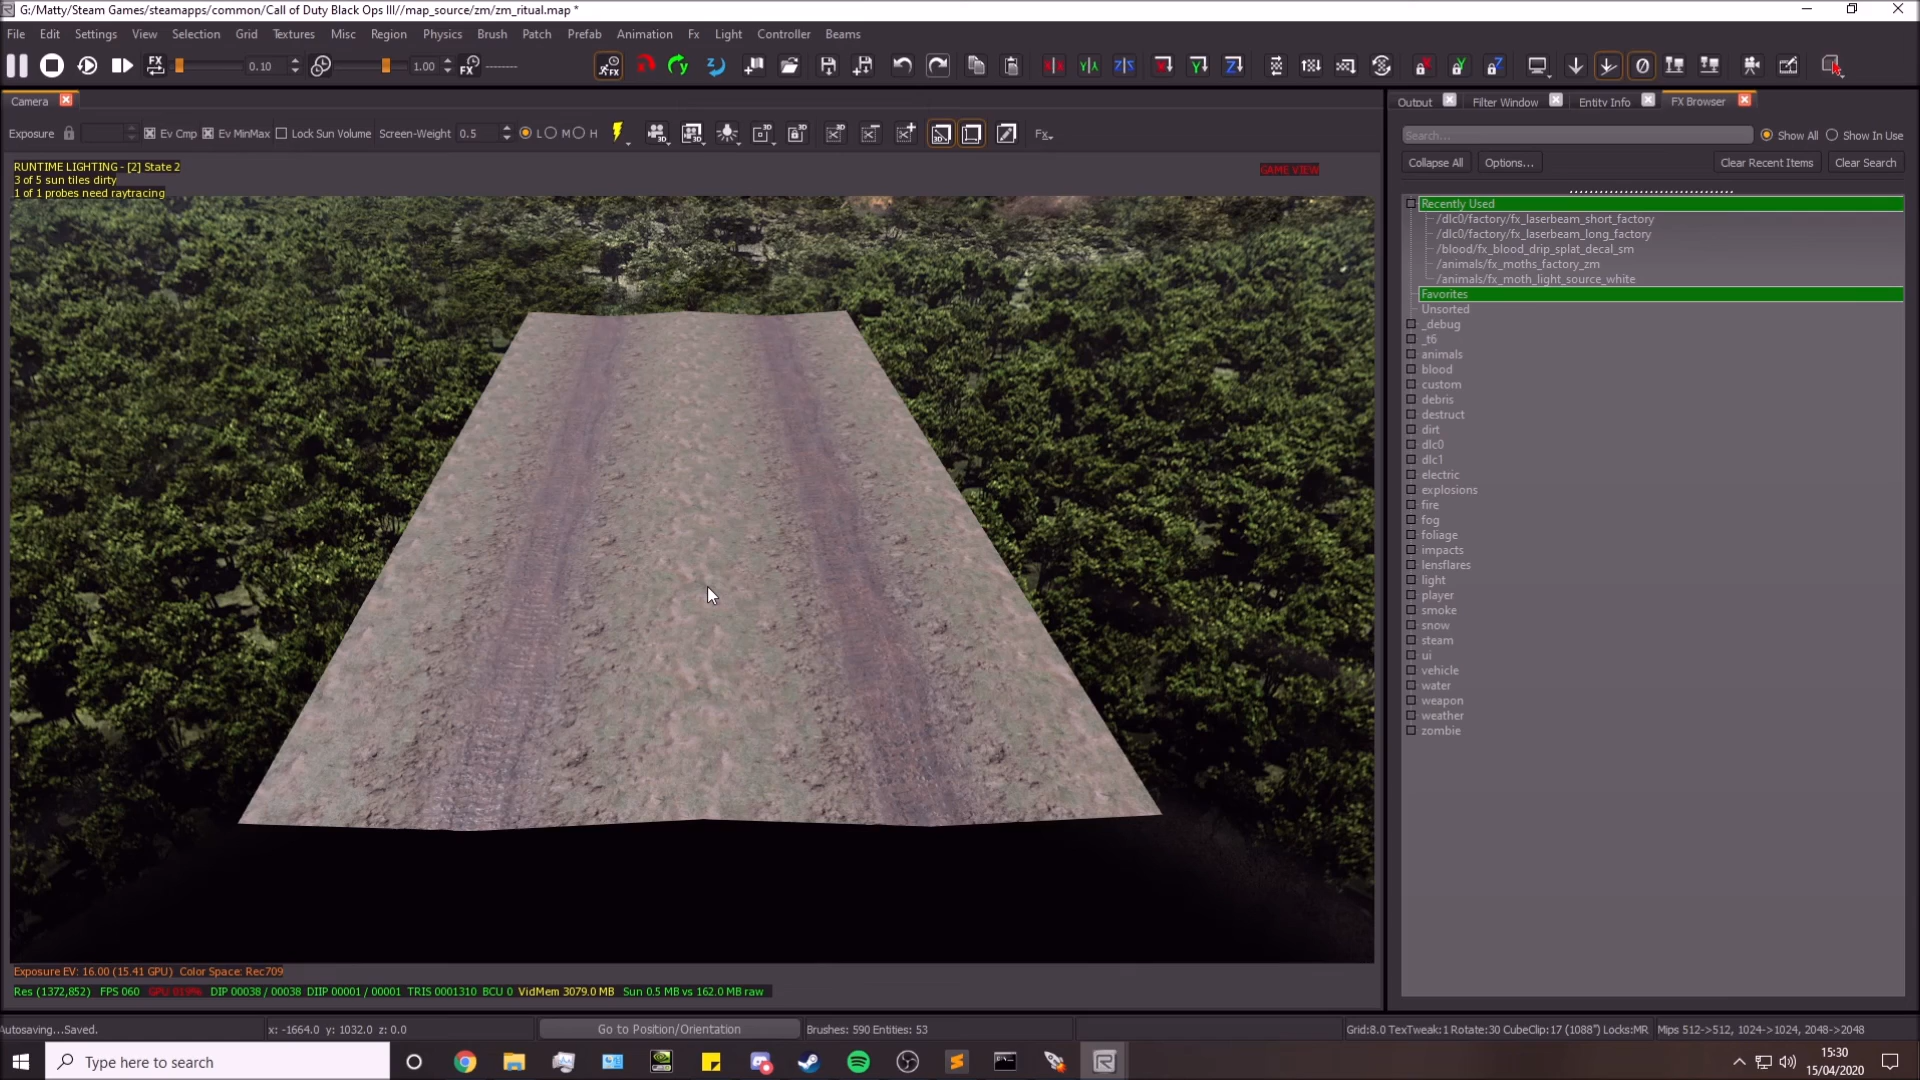 G:/Matty/Steam Games/steamapps/common/Call of Duty Black Ops III//map_source/zm/zm_ritual.map *
File Edit Settings View Selection Grid Textures Misc Region Physics Brush Patch Prefab Animation Fx Light Controller Beams
FX 0.10 1.00 FX --------
Camera
Output Filter Window Entity Info FX Browser
Exposure Ev Cmp Ev MinMax Lock Sun Volume Screen-Weight 0.5 L M H Fx
Search... Show All Show In Use
Collapse All Options... Clear Recent Items Clear Search
RUNTIME LIGHTING - [2] State 2
3 of 5 sun tiles dirty
1 of 1 probes need raytracing
GAME VIEW
Recently Used
/dlc0/factory/fx_laserbeam_short_factory
/dlc0/factory/fx_laserbeam_long_factory
/blood/fx_blood_drip_splat_decal_sm
/animals/fx_moths_factory_zm
/animals/fx_moth_light_source_white
Favorites
Unsorted
_debug
_t6
animals
blood
custom
debris
destruct
dirt
dlc0
dlc1
electric
explosions
fire
fog
foliage
impacts
lensflares
light
player
smoke
snow
steam
ui
vehicle
water
weapon
weather
zombie
Exposure EV: 16.00 (15.41 GPU) Color Space: Rec709
Res (1372,852) FPS 060 DIP 00038 / 00038 DIIP 00001 / 00001 TRIS 0001310 BCU 0 VidMem 3079.0 MB Sun 0.5 MB vs 162.0 MB raw
Autosaving...Saved. x: -1664.0 y: 1032.0 z: 0.0 Go to Position/Orientation Brushes: 590 Entities: 53 Grid:8.0 TexTweak:1 Rotate:30 CubeClip:17 (1088") Locks:MR Mips 512->512, 1024->1024, 2048->2048
Type here to search
15:30
15/04/2020